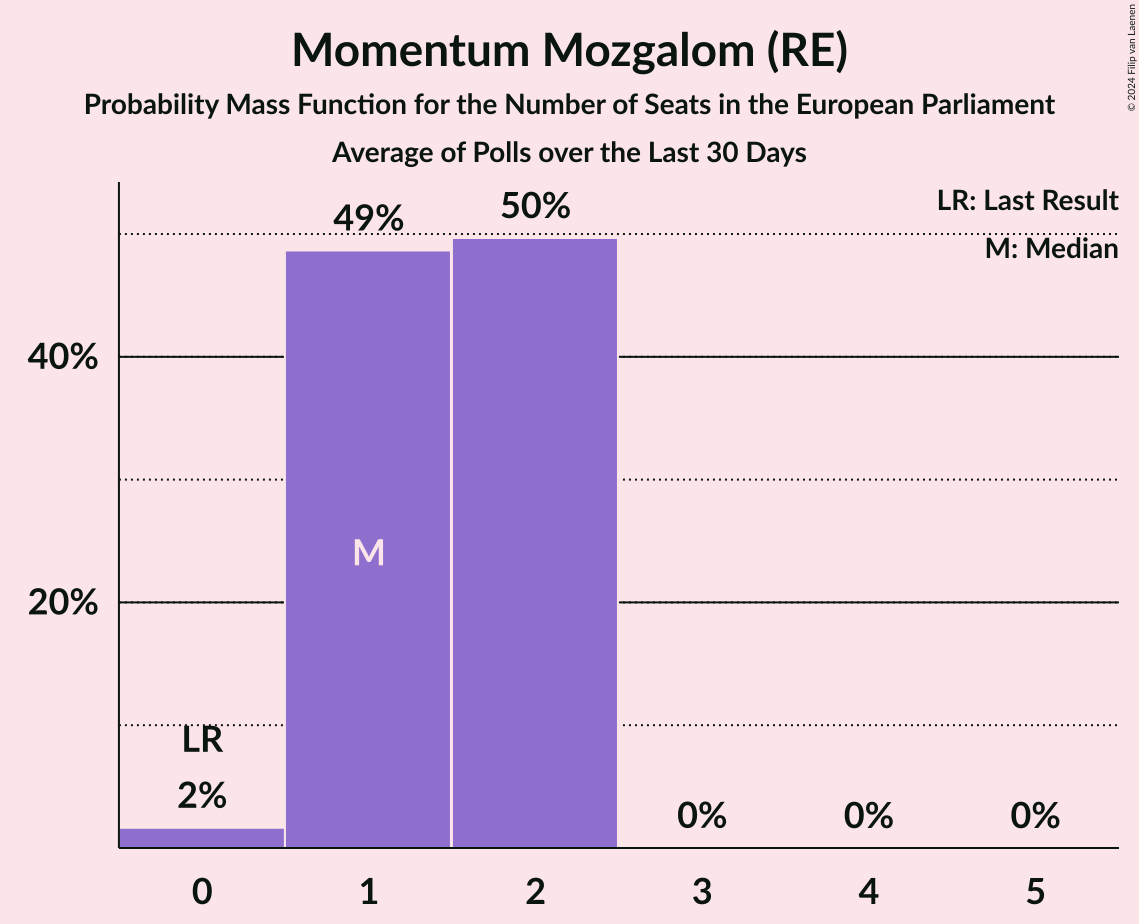 Momentum Mozgalom (RE)
Probability Mass Function for the Number of Seats in the European Parliament
Average of Polls over the Last 30 Days
© 2024 Filip van Laenen
LR: Last Result
M: Median
49%
50%
40%
20%
M
LR
2%
0%
0%
0%
0
1
2
3
4
5